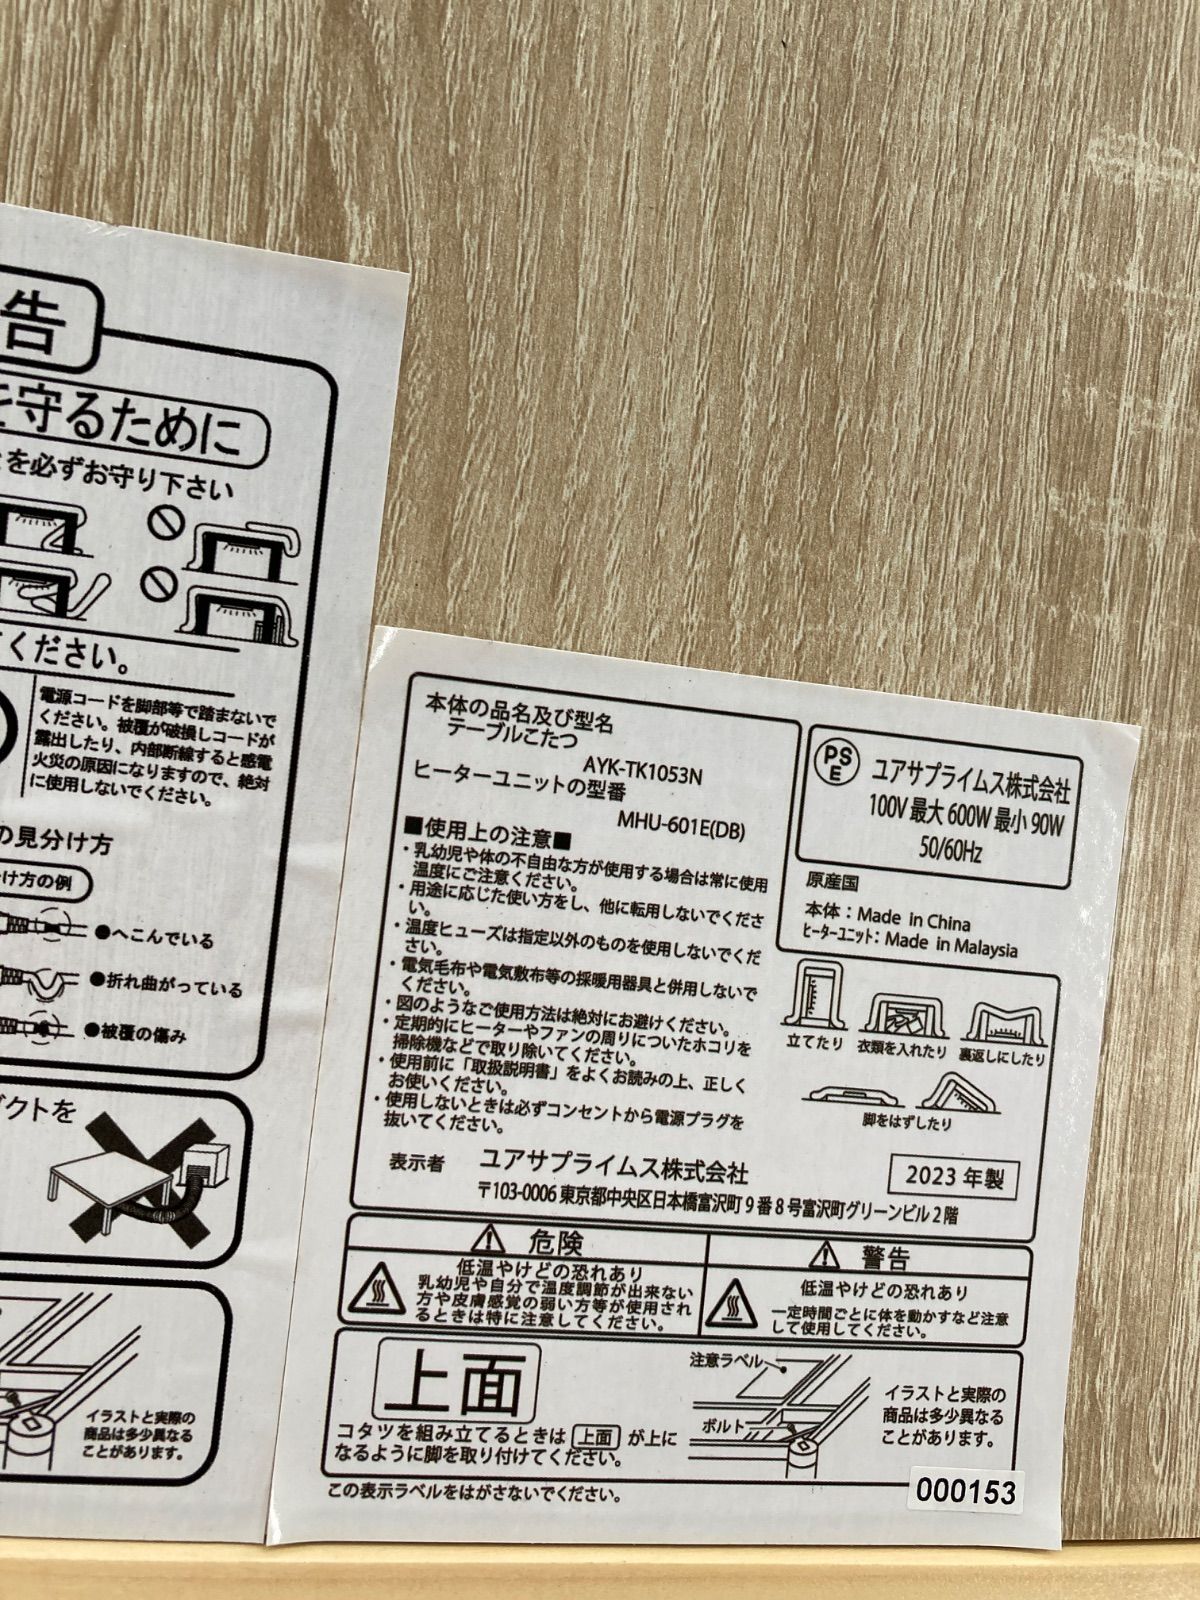 告
を守るために
とを必ずお守り下さい
てください。
電源コードを脚部等で踏まないで
ください。被覆が破損しコードが
露出したり、内部断線すると感電
火災の原因になりますので、絶対
に使用しないでください。
の見分け方
け方の例
●へこんでいる
●折れ曲がっている
●被覆の傷み
ダクトを
イラストと実際の
商品は多少異なる
ことがあります。
本体の品名及び型名
テーブルこたつ
AYK-TK1053N
ヒーターユニットの型番
MHU-601E(DB)
■使用上の注意■
・乳幼児や体の不自由な方が使用する場合は常に使用
温度にご注意ください。
・用途に応じた使い方をし、他に転用しないでくださ
い。
・温度ヒューズは指定以外のものを使用しないでくだ
さい。
・電気毛布や電気敷布等の採暖用器具と併用しないで
ください。
・図のようなご使用方法は絶対にお避けください。
・定期的にヒーターやファンの周りについたホコリを
掃除機などで取り除いてください。
・使用前に「取扱説明書」をよくお読みの上、正しく
お使いください。
・使用しないときは必ずコンセントから電源プラグを
抜いてください。
PSE
ユアサプライムス株式会社
100V 最大 600W 最小 90W
50/60Hz
原産国
本体：Made in China
ﾋｰﾀｰﾕﾆｯﾄ：Made in Malaysia
立てたり 衣類を入れたり 裏返しにしたり
脚をはずしたり
表示者 ユアサプライムス株式会社
2023 年製
〒103-0006 東京都中央区日本橋富沢町 9 番 8 号富沢町グリーンビル 2 階
危険
低温やけどの恐れあり
乳幼児や自分で温度調節が出来ない
方や皮膚感覚の弱い方等が使用され
るときは特に注意してください。
警告
低温やけどの恐れあり
一定時間ごとに体を動かすなど注意
して使用してください。
上面
コタツを組み立てるときは 上面 が上に
なるように脚を取り付けてください。
注意ラベル
ボルト
イラストと実際の
商品は多少異なる
ことがあります。
この表示ラベルをはがさないでください。
000153